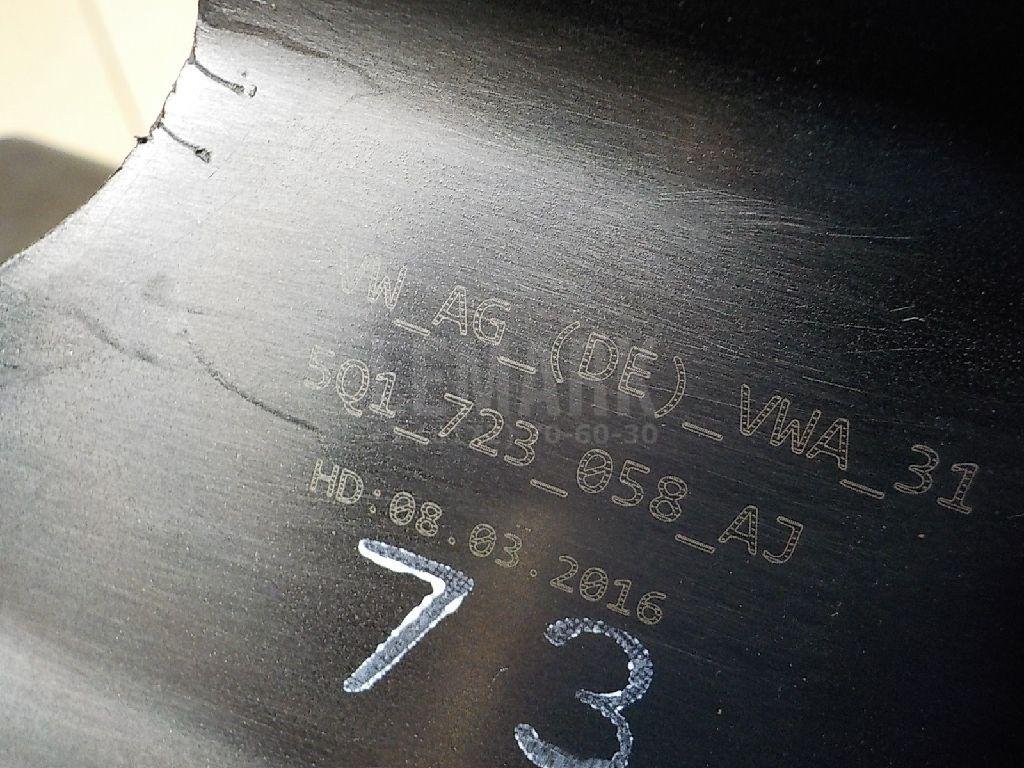 VW_AG_(DE)_VWA_31
5Q1_723_058_AJ
HD:08.03.2016
73